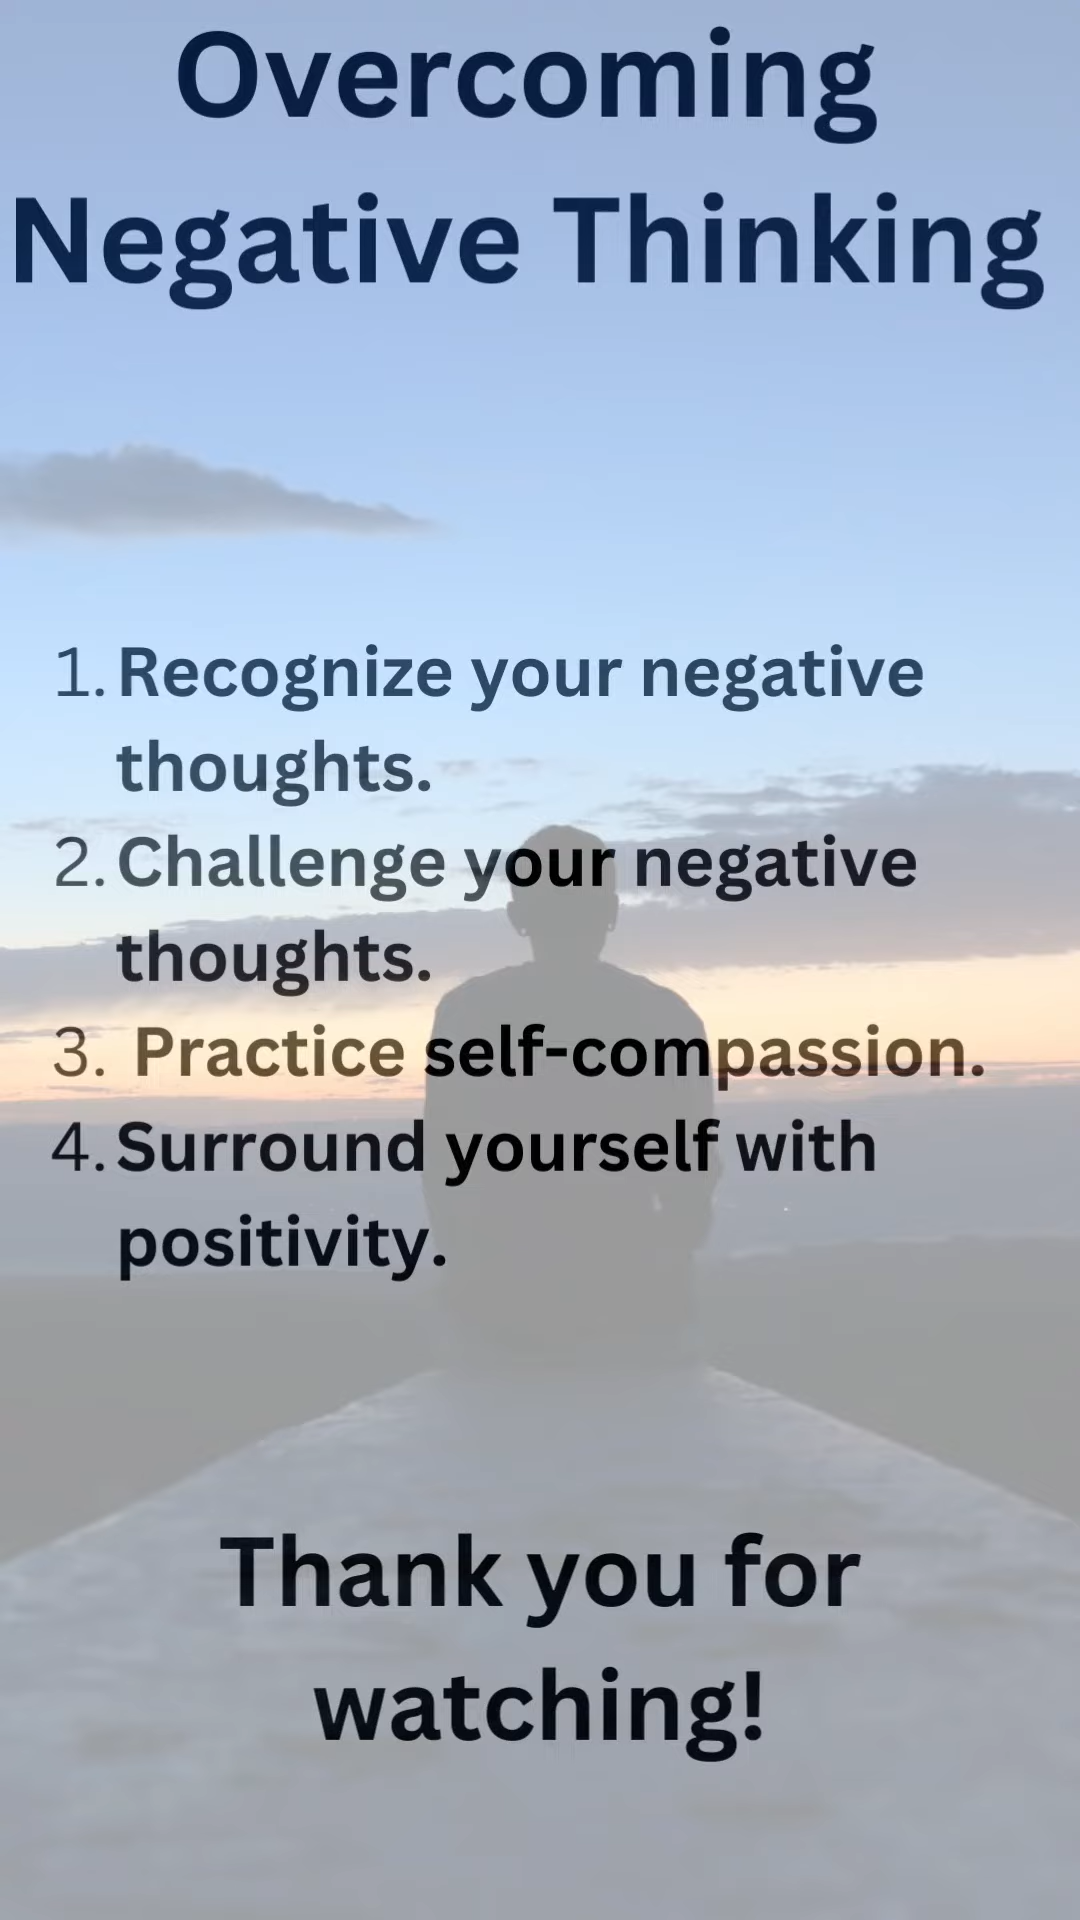 Overcoming
Negative Thinking
1. Recognize your negative
thoughts.
2. Challenge your negative
thoughts.
3. Practice self-compassion.
4. Surround yourself with
positivity.
Thank you for
watching!